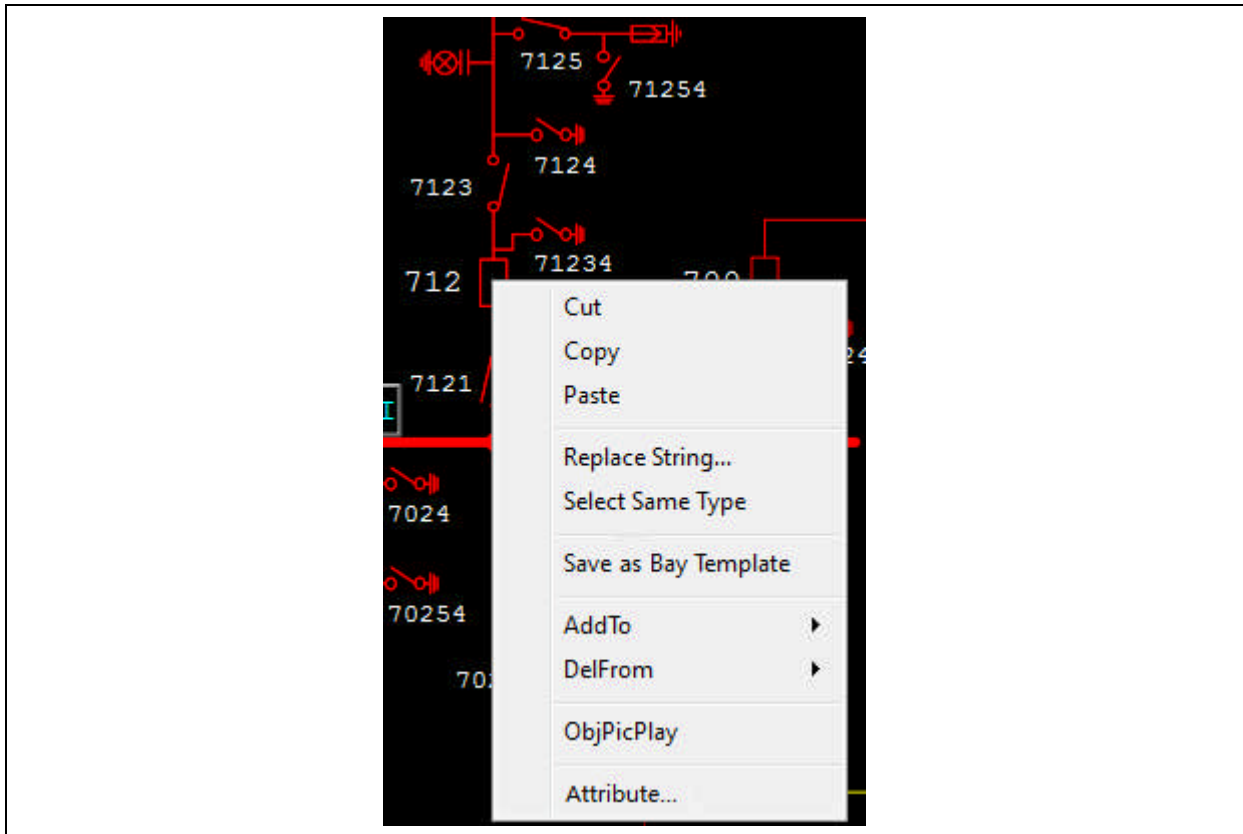 7125
71254
7124
7123
71234
712
Cut
Copy
24
7121
Paste
I
Replace String...
Select Same Type
7024
Save as Bay Template
70254
AddTo
DelFrom
ObjPicPlay
Attribute...